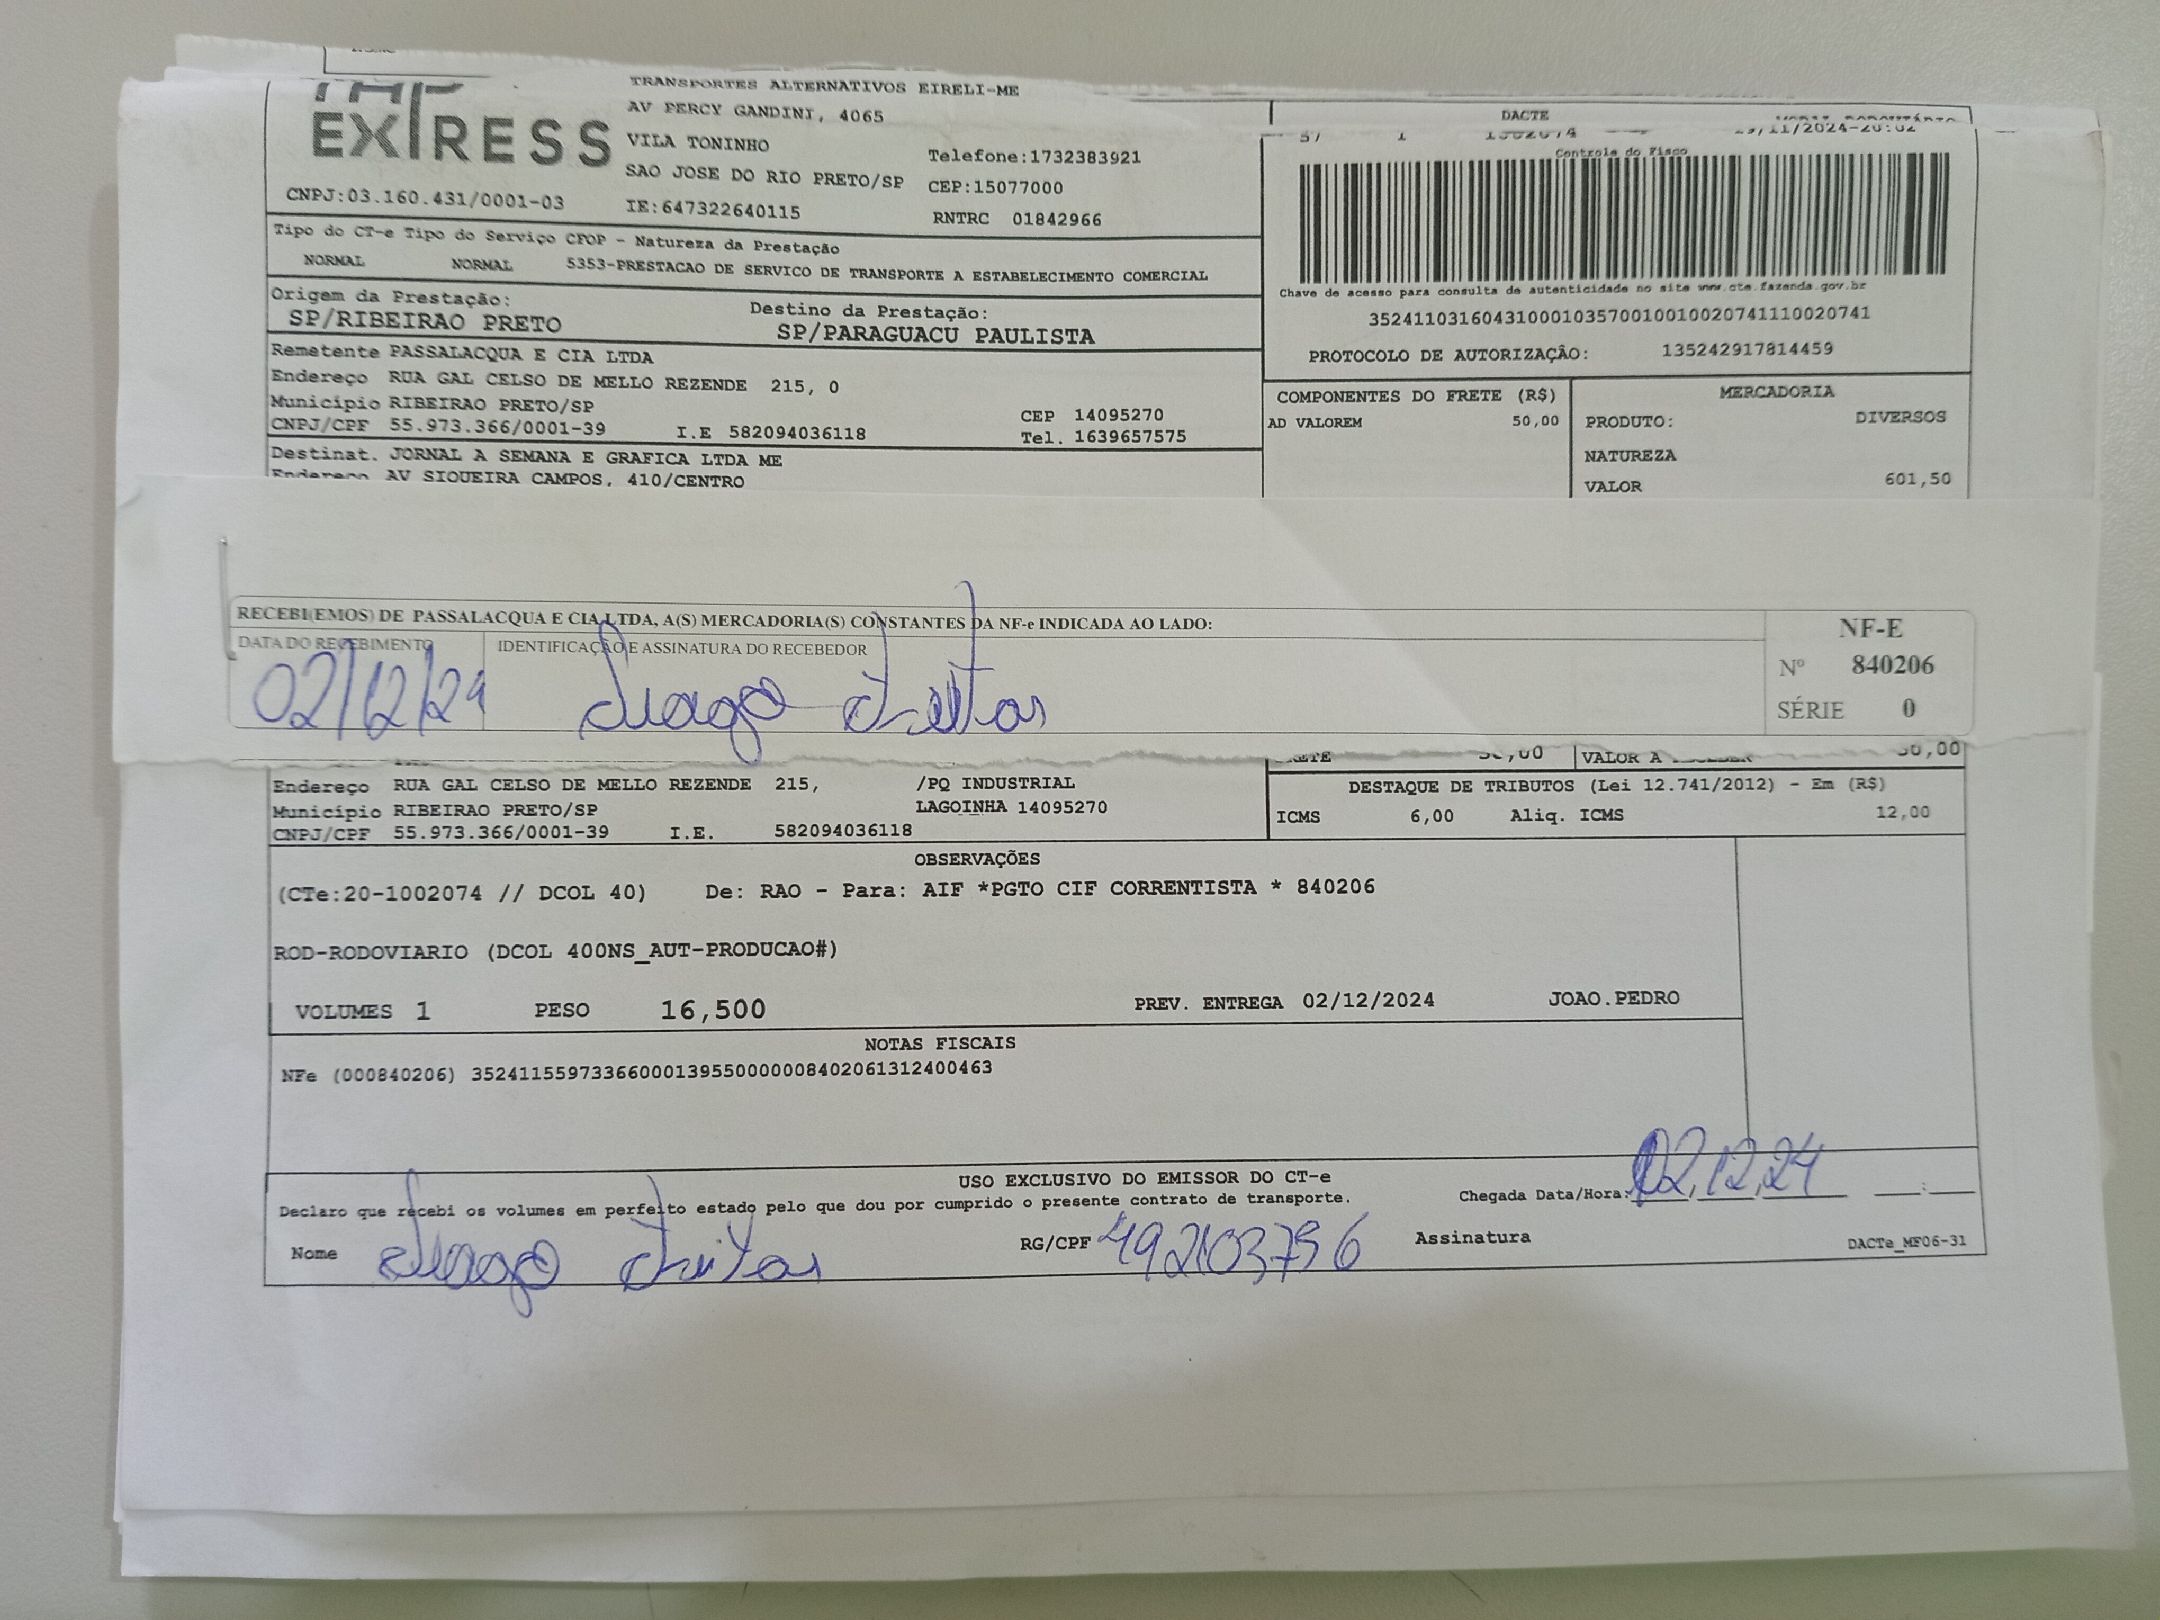 EXPRESS
TRANSPORTES ALTERNATIVOS EIRELI-ME
AV PERCY GANDINI, 4065
VILA TONINHO
Telefone:1732383921
SAO JOSE DO RIO PRETO/SP CEP:15077000
CNPJ:03.160.431/0001-03 IE:647322640115 RNTRC 01842966
DACTE
57 1 1002074 29/11/2024-20:02
Controle do Fisco
Chave de acesso para consulta de autenticidade no site www.cte.fazenda.gov.br
35241103160431000103570010010020741110020741
PROTOCOLO DE AUTORIZAÇÃO: 135242917814459
Tipo do CT-e Tipo do Serviço CFOP - Natureza da Prestação
NORMAL NORMAL 5353-PRESTACAO DE SERVICO DE TRANSPORTE A ESTABELECIMENTO COMERCIAL
Origem da Prestação: Destino da Prestação:
SP/RIBEIRAO PRETO SP/PARAGUACU PAULISTA
Remetente PASSALACQUA E CIA LTDA
Endereço RUA GAL CELSO DE MELLO REZENDE 215, 0
Município RIBEIRAO PRETO/SP CEP 14095270
CNPJ/CPF 55.973.366/0001-39 I.E 582094036118 Tel. 1639657575
Destinat. JORNAL A SEMANA E GRAFICA LTDA ME
Endereço AV SIQUEIRA CAMPOS, 410/CENTRO
COMPONENTES DO FRETE (R$) MERCADORIA
AD VALOREM 50,00 PRODUTO: DIVERSOS
NATUREZA
VALOR 601,50
RECEBI(EMOS) DE PASSALACQUA E CIA LTDA, A(S) MERCADORIA(S) CONSTANTES DA NF-e INDICADA AO LADO:
DATA DO RECEBIMENTO IDENTIFICAÇÃO E ASSINATURA DO RECEBEDOR
02/12/24
NF-E
Nº 840206
SÉRIE 0
VALOR A
Endereço RUA GAL CELSO DE MELLO REZENDE 215, /PQ INDUSTRIAL
Município RIBEIRAO PRETO/SP LAGOINHA 14095270
CNPJ/CPF 55.973.366/0001-39 I.E. 582094036118
DESTAQUE DE TRIBUTOS (Lei 12.741/2012) - Em (R$)
ICMS 6,00 Aliq. ICMS 12,00
OBSERVAÇÕES
(CTe:20-1002074 // DCOL 40) De: RAO - Para: AIF *PGTO CIF CORRENTISTA * 840206
ROD-RODOVIARIO (DCOL 400NS_AUT-PRODUCAO#)
VOLUMES 1 PESO 16,500 PREV. ENTREGA 02/12/2024 JOAO.PEDRO
NOTAS FISCAIS
NFe (000840206) 35241155973366000139550000008402061312400463
USO EXCLUSIVO DO EMISSOR DO CT-e
Declaro que recebi os volumes em perfeito estado pelo que dou por cumprido o presente contrato de transporte. Chegada Data/Hora: 02,12,24
Nome RG/CPF 492103796 Assinatura DACTe_MF06-31